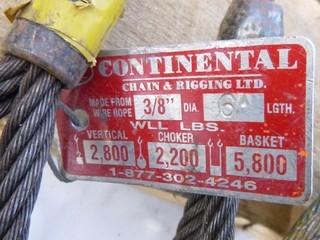 CONTINENTAL
CHAIN & RIGGING LTD.
MADE FROM WIRE ROPE 3/8" DIA. 6' LGTH.
WLL LBS.
VERTICAL CHOKER BASKET
2,800 2,200 5,800
1-877-302-4246